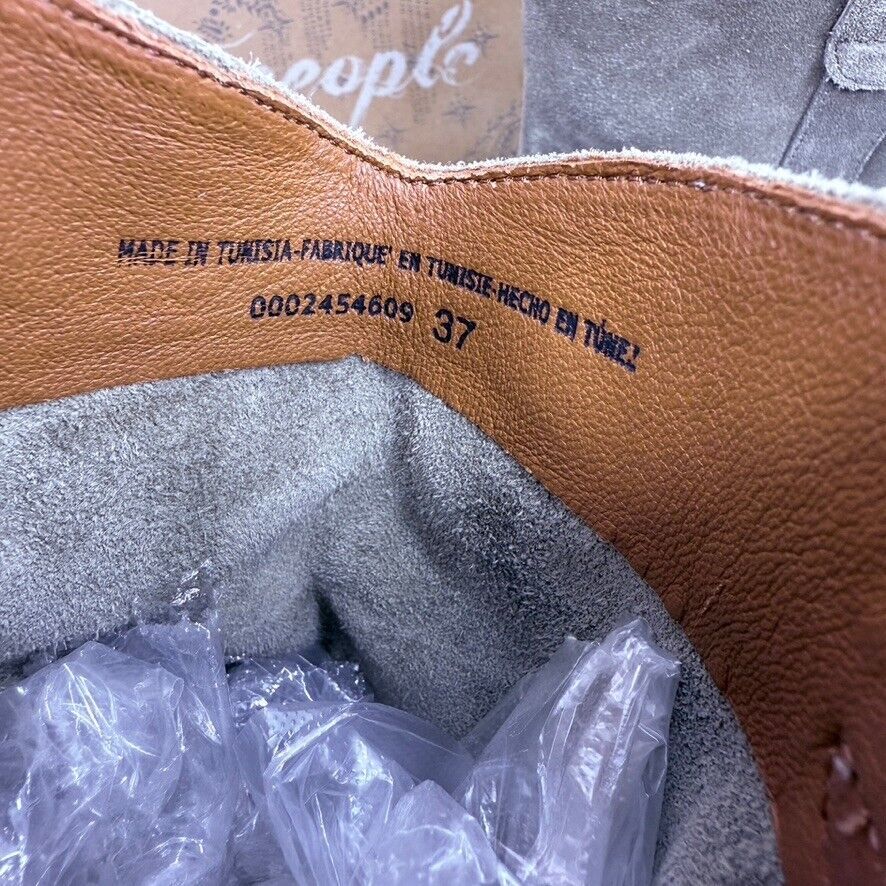 people
MADE IN TUNISIA-FABRIQUE' EN TUNISIE-HECHO EN TÚNEZ
0002454609 37